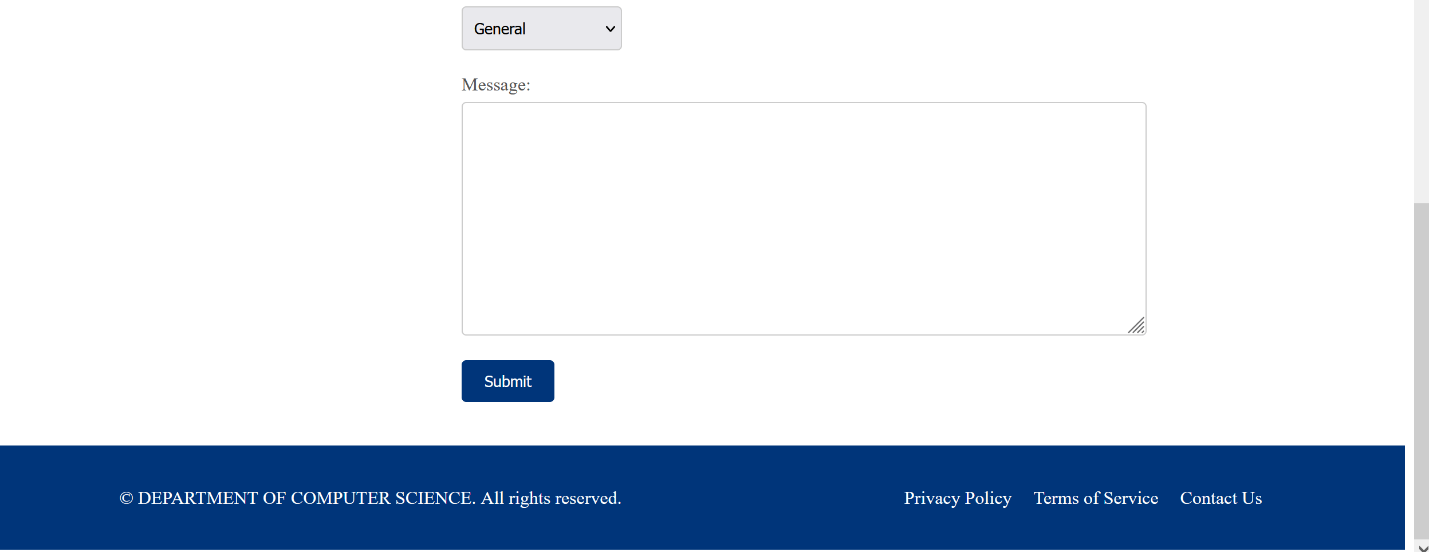 General
Message:
Submit
© DEPARTMENT OF COMPUTER SCIENCE. All rights reserved. Privacy Policy Terms of Service Contact Us